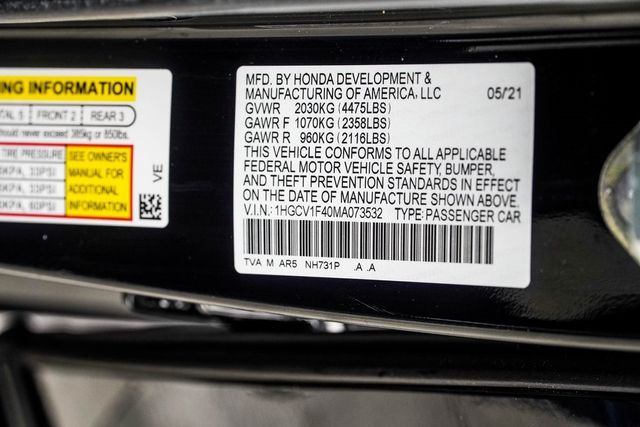 NG INFORMATION
TAL 5 FRONT 2 REAR 3
should never exceed 385kg or 850lbs.
TIRE PRESSURE
SEE OWNER'S
MANUAL FOR
ADDITIONAL
INFORMATION
VE
MFD. BY HONDA DEVELOPMENT &
MANUFACTURING OF AMERICA, LLC 05/21
GVWR 2030KG (4475LBS)
GAWR F 1070KG (2358LBS)
GAWR R 960KG (2116LBS)
THIS VEHICLE CONFORMS TO ALL APPLICABLE
FEDERAL MOTOR VEHICLE SAFETY, BUMPER,
AND THEFT PREVENTION STANDARDS IN EFFECT
ON THE DATE OF MANUFACTURE SHOWN ABOVE.
V.I.N.: 1HGCV1F40MA073532 TYPE: PASSENGER CAR
TVA M AR5 NH731P .A .A